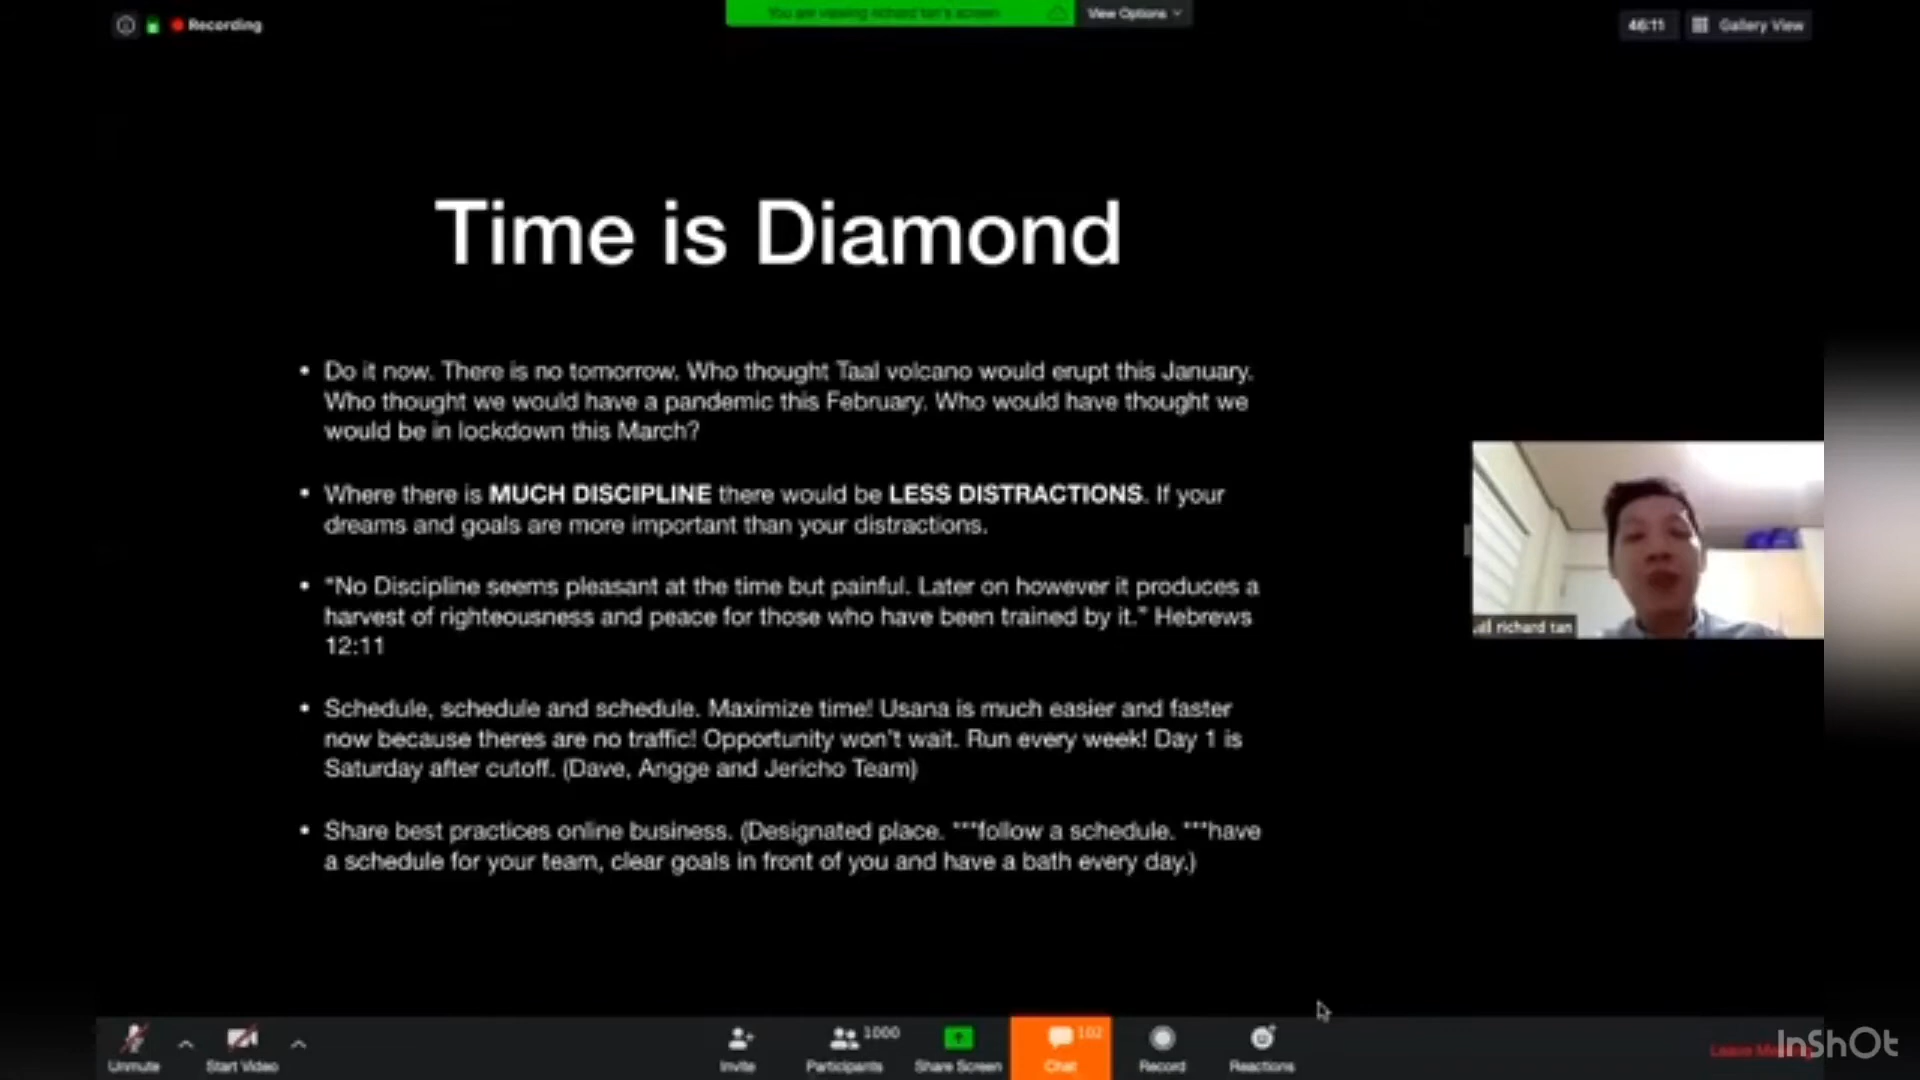 Recording
You are viewing richard tan's screen
View Options
46:11
Gallery View
Time is Diamond
• Do it now. There is no tomorrow. Who thought Taal volcano would erupt this January.
Who thought we would have a pandemic this February. Who would have thought we
would be in lockdown this March?
• Where there is MUCH DISCIPLINE there would be LESS DISTRACTIONS. If your
dreams and goals are more important than your distractions.
• "No Discipline seems pleasant at the time but painful. Later on however it produces a
harvest of righteousness and peace for those who have been trained by it." Hebrews
12:11
• Schedule, schedule and schedule. Maximize time! Usana is much easier and faster
now because theres are no traffic! Opportunity won't wait. Run every week! Day 1 is
Saturday after cutoff. (Dave, Angge and Jericho Team)
• Share best practices online business. (Designated place. ***follow a schedule. ***have
a schedule for your team, clear goals in front of you and have a bath every day.)
richard tan
Unmute
Start Video
Invite
1000
Participants
Share Screen
102
Chat
Record
Reactions
Leave
InShOt